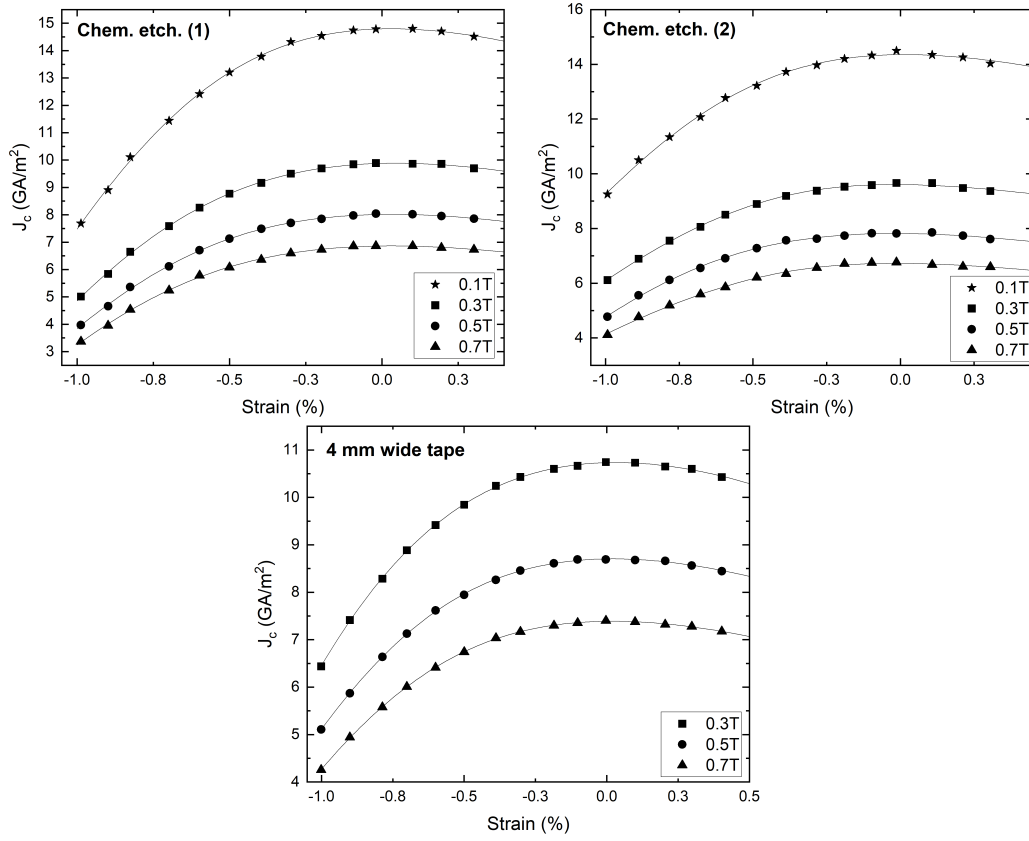 Chem. etch. (1)
15
14
13
12
11
10
9
8
7
6
5
4
3
J_c (GA/m²)
-1.0 -0.8 -0.5 -0.3 0.0 0.3
Strain (%)
0.1T
0.3T
0.5T
0.7T
Chem. etch. (2)
16
14
12
10
8
6
4
J_c (GA/m²)
-1.0 -0.8 -0.5 -0.3 0.0 0.3
Strain (%)
0.1T
0.3T
0.5T
0.7T
4 mm wide tape
11
10
9
8
7
6
5
4
J_c (GA/m²)
-1.0 -0.8 -0.5 -0.3 0.0 0.3 0.5
Strain (%)
0.3T
0.5T
0.7T